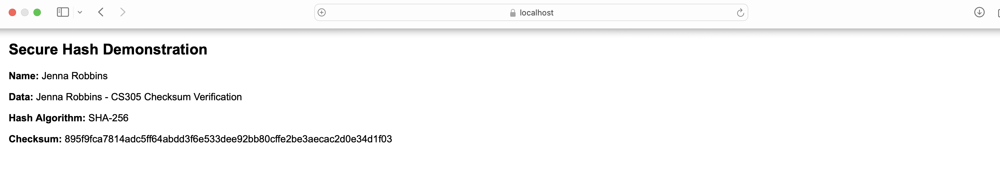 localhost
Secure Hash Demonstration
Name: Jenna Robbins
Data: Jenna Robbins - CS305 Checksum Verification
Hash Algorithm: SHA-256
Checksum: 895f9fca7814adc5ff64abdd3f6e533dee92bb80cffe2be3aecac2d0e34d1f03